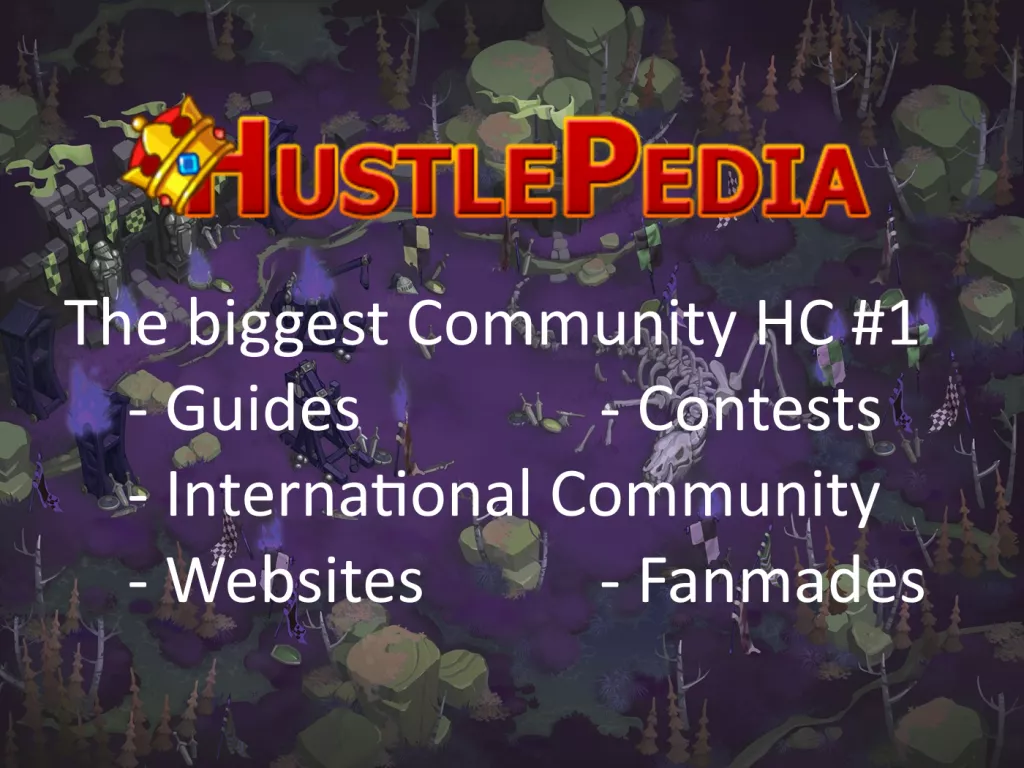 HUSTLEPEDIA
The biggest Community HC #1
- Guides - Contests
- International Community
- Websites - Fanmades